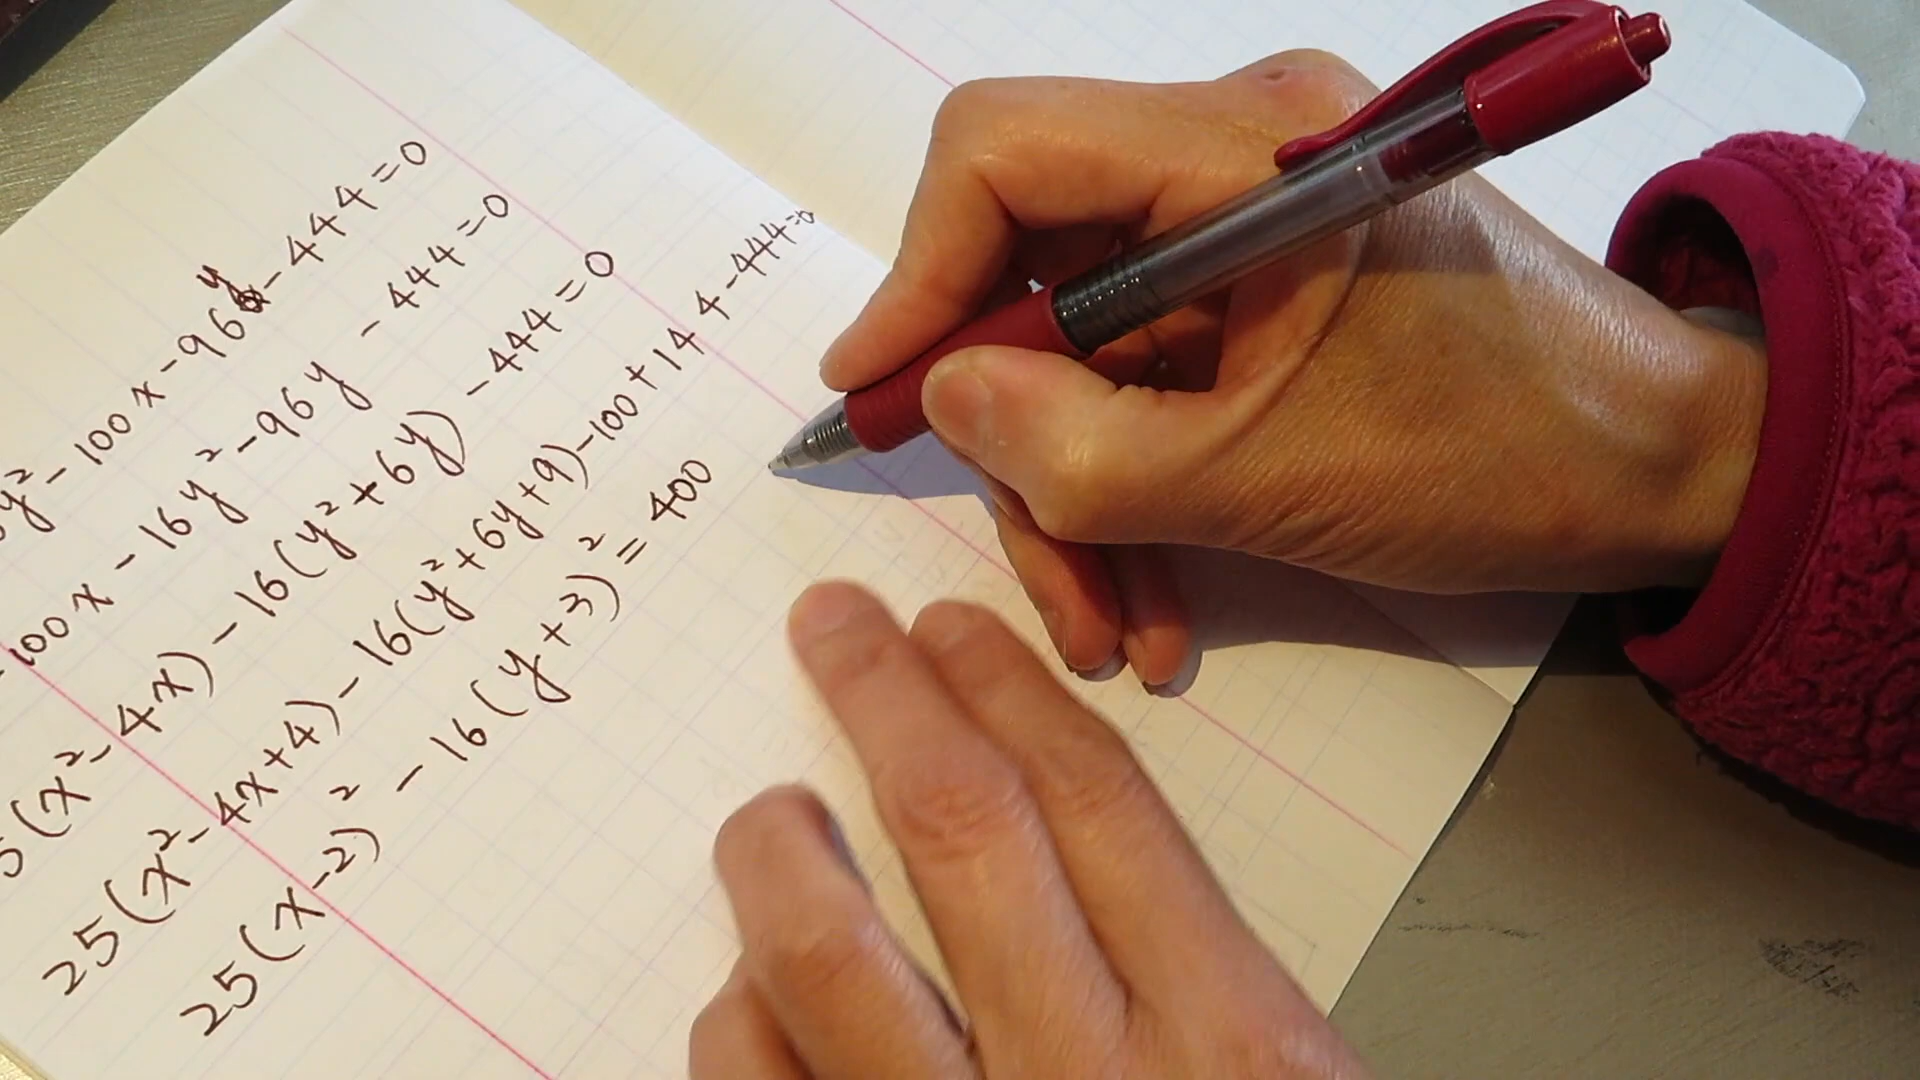 y² - 100x - 96y - 444 = 0
100x - 16y² - 96y - 444 = 0
5(x² - 4x) - 16(y² + 6y) - 444 = 0
25(x² - 4x + 4) - 16(y² + 6y + 9) - 100 + 144 - 444 = 0
25(x - 2)² - 16(y + 3)² = 400